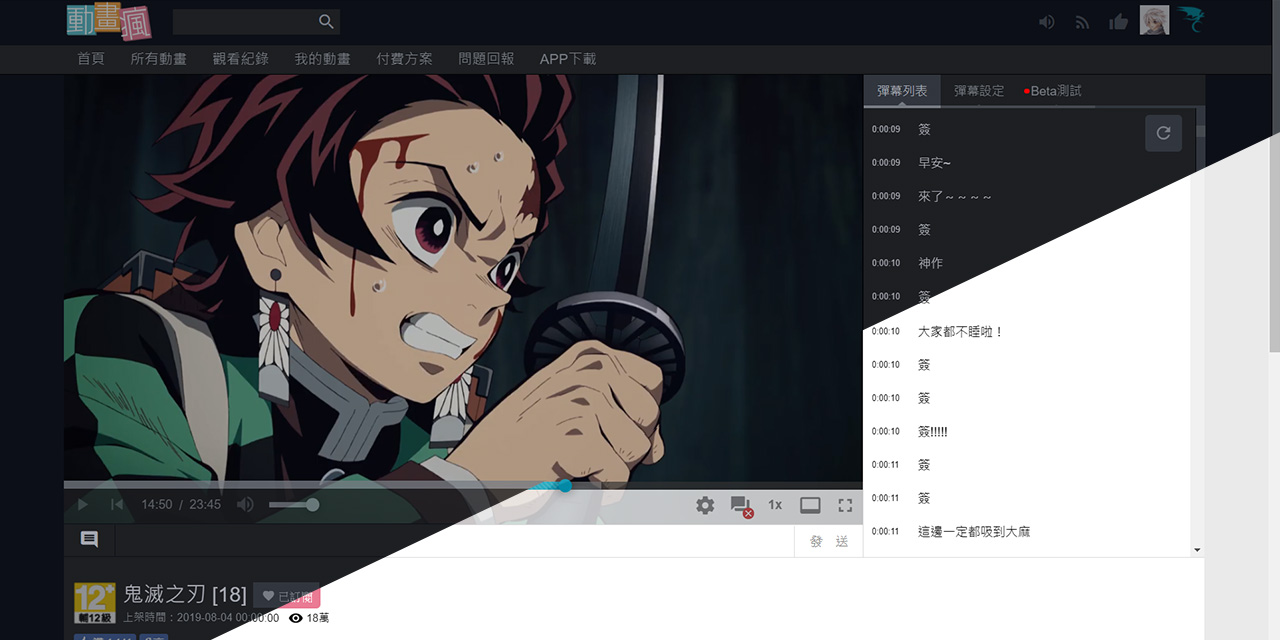 動畫瘋
首頁 所有動畫 觀看紀錄 我的動畫 付費方案 問題回報 APP下載
彈幕列表 彈幕設定 Beta測試
0:00:09 簽
0:00:09 早安~
0:00:09 來了～～～～
0:00:09 簽
0:00:10 神作
0:00:10 簽
0:00:10 大家都不睡啦！
0:00:10 簽
0:00:10 簽
0:00:10 簽!!!!!
0:00:11 簽
0:00:11 簽
0:00:11 這邊一定都吸到大麻
14:50 / 23:45 1x
發 送
12+
輔12級
鬼滅之刃 [18] 已訂閱
上架時間：2019-08-04 00:00:00 18萬